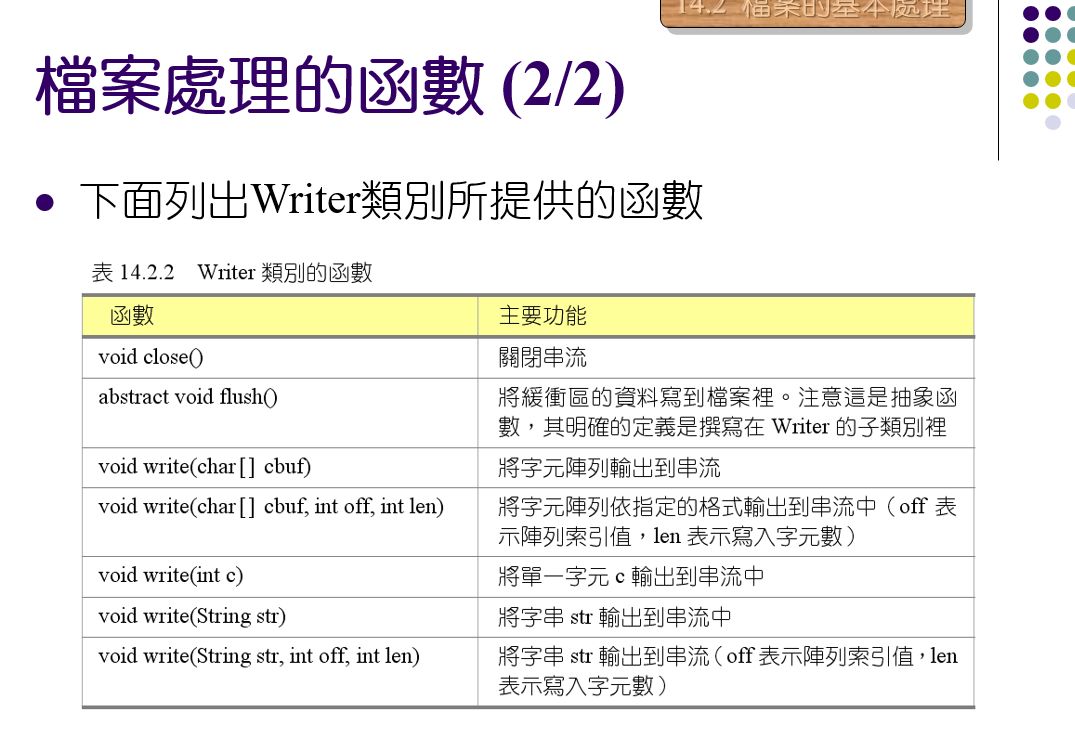 14.2 檔案的基本處理
檔案處理的函數 (2/2)
下面列出Writer類別所提供的函數
表 14.2.2 Writer 類別的函數
函數 主要功能
void close() 關閉串流
abstract void flush() 將緩衝區的資料寫到檔案裡。注意這是抽象函
數，其明確的定義是撰寫在 Writer 的子類別裡
void write(char[] cbuf) 將字元陣列輸出到串流
void write(char[] cbuf, int off, int len) 將字元陣列依指定的格式輸出到串流中（off 表
示陣列索引值，len 表示寫入字元數）
void write(int c) 將單一字元 c 輸出到串流中
void write(String str) 將字串 str 輸出到串流中
void write(String str, int off, int len) 將字串 str 輸出到串流（off 表示陣列索引值，len
表示寫入字元數）